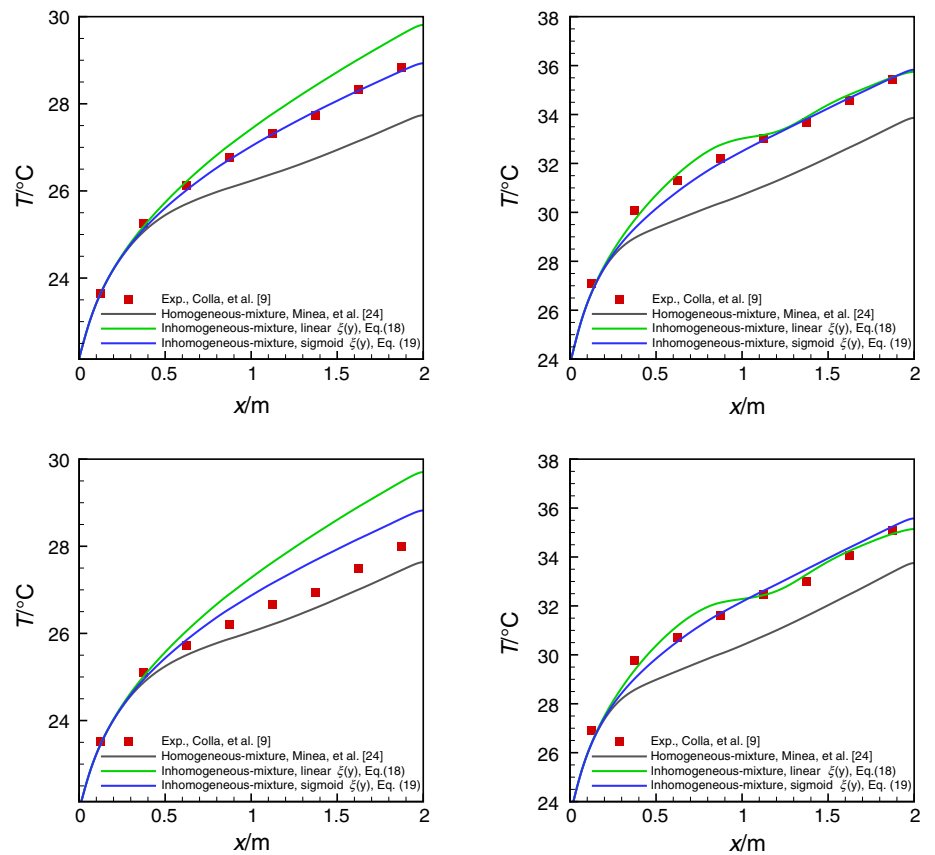 30
28
26
24
T/°C
Exp., Colla, et al. [9]
Homogeneous-mixture, Minea, et al. [24]
Inhomogeneous-mixture, linear ξ(y), Eq.(18)
Inhomogeneous-mixture, sigmoid ξ(y), Eq. (19)
0 0.5 1 1.5 2
x/m
38
36
34
32
30
28
26
24
T/°C
Exp., Colla, et al. [9]
Homogeneous-mixture, Minea, et al. [24]
Inhomogeneous-mixture, linear ξ(y), Eq.(18)
Inhomogeneous-mixture, sigmoid ξ(y), Eq. (19)
0 0.5 1 1.5 2
x/m
30
28
26
24
T/°C
Exp., Colla, et al. [9]
Homogeneous-mixture, Minea, et al. [24]
Inhomogeneous-mixture, linear ξ(y), Eq.(18)
Inhomogeneous-mixture, sigmoid ξ(y), Eq. (19)
0 0.5 1 1.5 2
x/m
38
36
34
32
30
28
26
24
T/°C
Exp., Colla, et al. [9]
Homogeneous-mixture, Minea, et al. [24]
Inhomogeneous-mixture, linear ξ(y), Eq.(18)
Inhomogeneous-mixture, sigmoid ξ(y), Eq. (19)
0 0.5 1 1.5 2
x/m